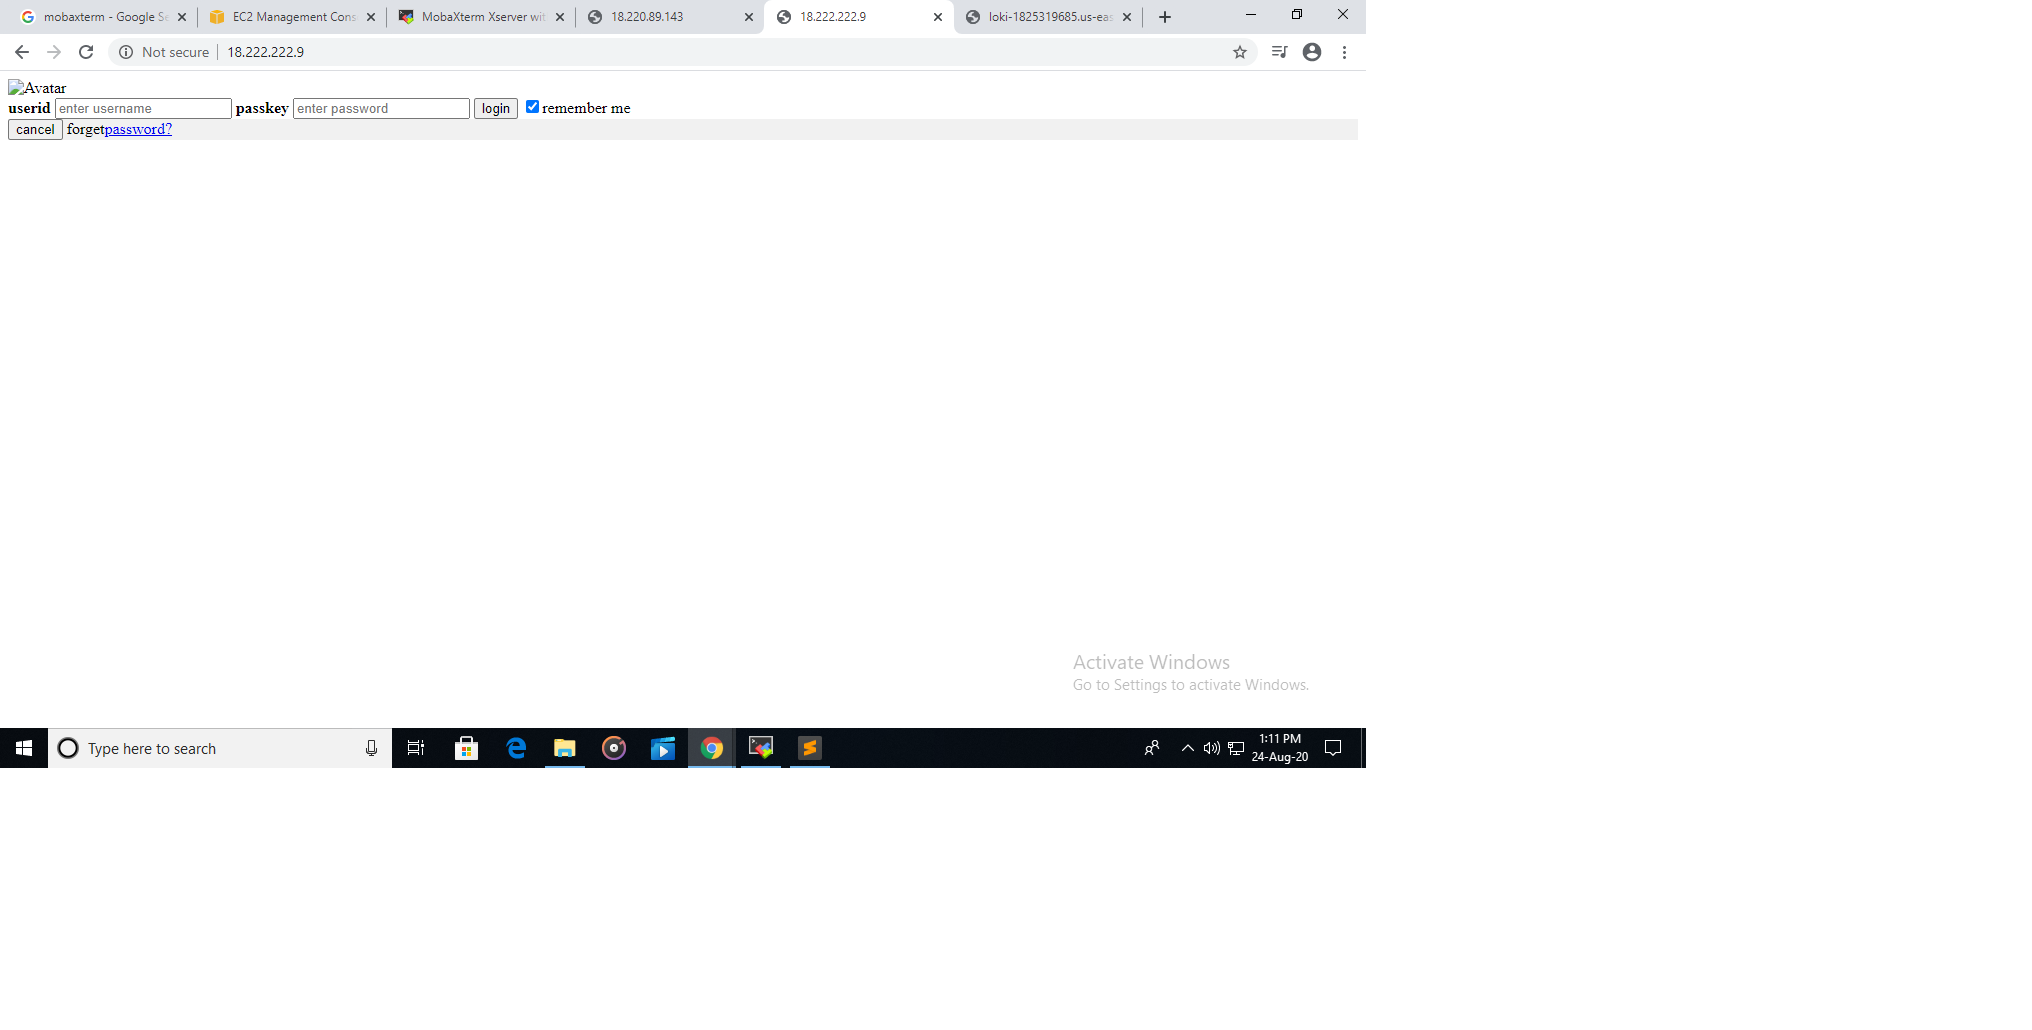 mobaxterm - Google Se
EC2 Management Cons
MobaXterm Xserver wit
18.220.89.143
18.222.222.9
loki-1825319685.us-eas
Not secure
18.222.222.9
Avatar
userid enter username passkey enter password login remember me
cancel forgetpassword?
Activate Windows
Go to Settings to activate Windows.
Type here to search
1:11 PM
24-Aug-20